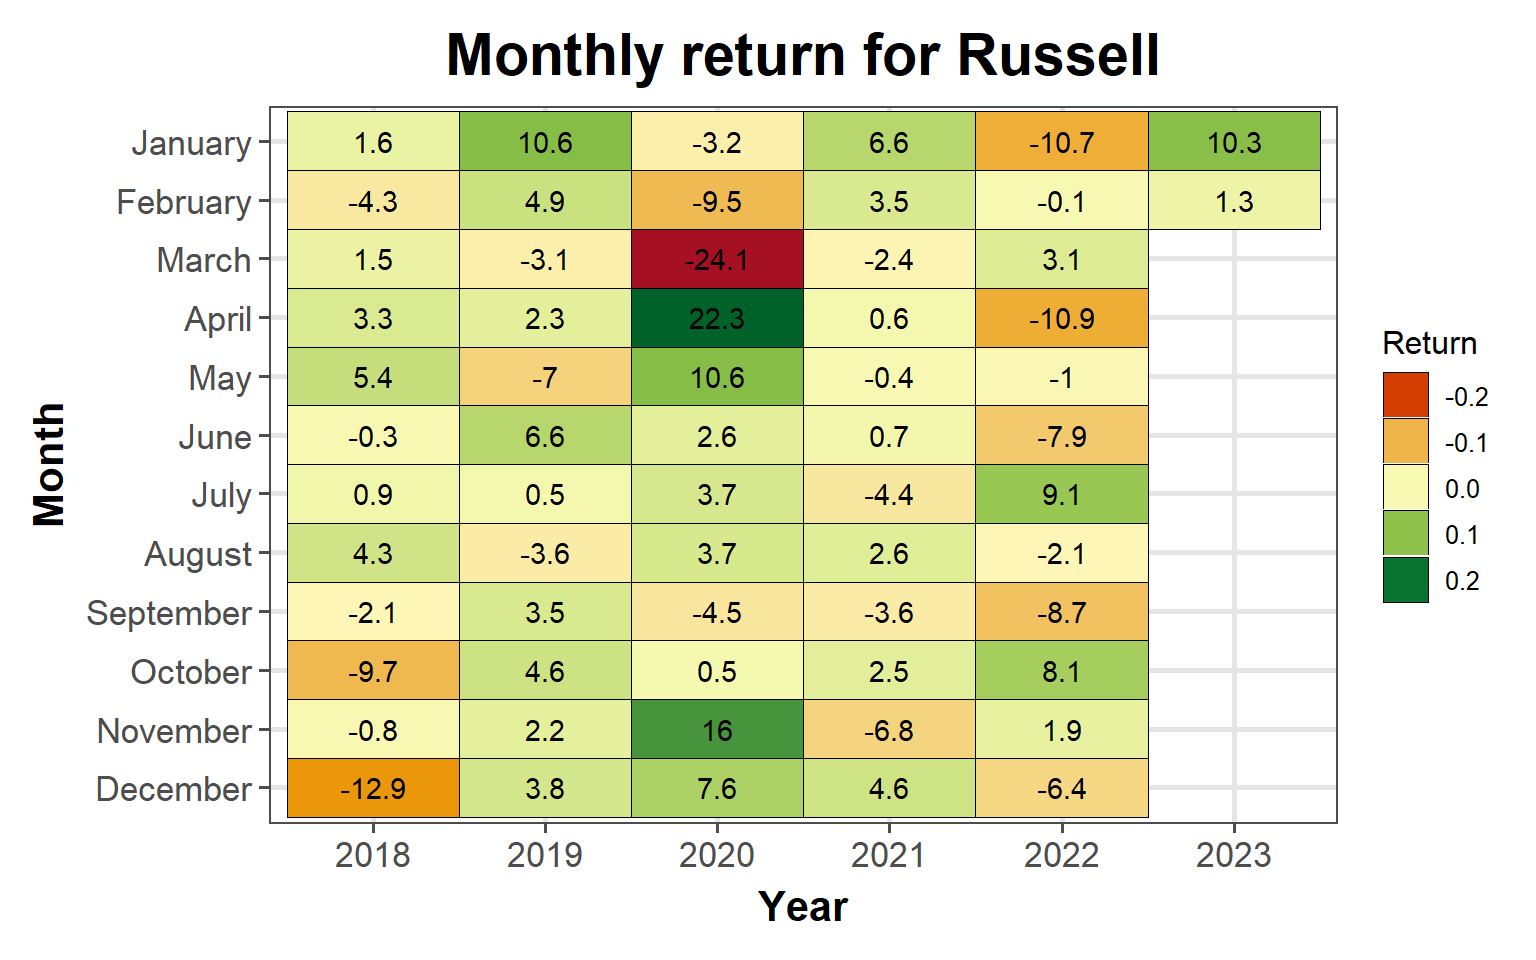 Monthly return for Russell
January 1.6 10.6 -3.2 6.6 -10.7 10.3
February -4.3 4.9 -9.5 3.5 -0.1 1.3
March 1.5 -3.1 -24.1 -2.4 3.1
April 3.3 2.3 22.3 0.6 -10.9
May 5.4 -7 10.6 -0.4 -1
June -0.3 6.6 2.6 0.7 -7.9
July 0.9 0.5 3.7 -4.4 9.1
August 4.3 -3.6 3.7 2.6 -2.1
September -2.1 3.5 -4.5 -3.6 -8.7
October -9.7 4.6 0.5 2.5 8.1
November -0.8 2.2 16 -6.8 1.9
December -12.9 3.8 7.6 4.6 -6.4
2018 2019 2020 2021 2022 2023
Year
Month
Return
-0.2
-0.1
0.0
0.1
0.2